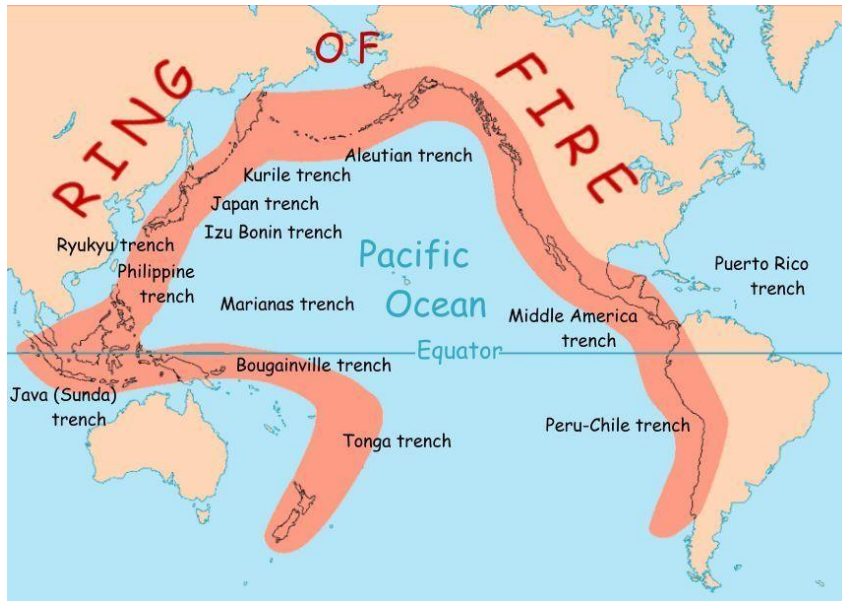 RING OF FIRE
Aleutian trench
Kurile trench
Japan trench
Izu Bonin trench
Ryukyu trench
Philippine
trench
Pacific
Ocean
Puerto Rico
trench
Marianas trench
Middle America
trench
Equator
Bougainville trench
Java (Sunda)
trench
Peru-Chile trench
Tonga trench